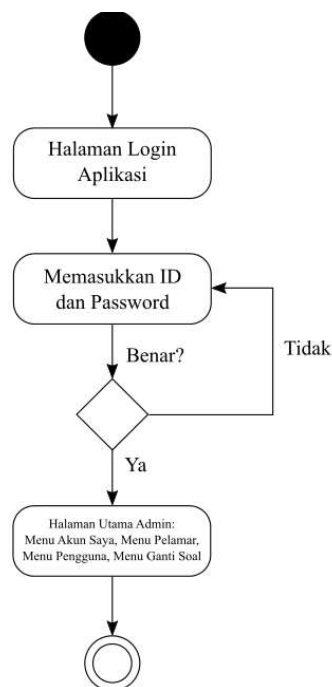 Halaman Login
Aplikasi
Memasukkan ID
dan Password
Benar?
Tidak
Ya
Halaman Utama Admin:
Menu Akun Saya, Menu Pelamar,
Menu Pengguna, Menu Ganti Soal